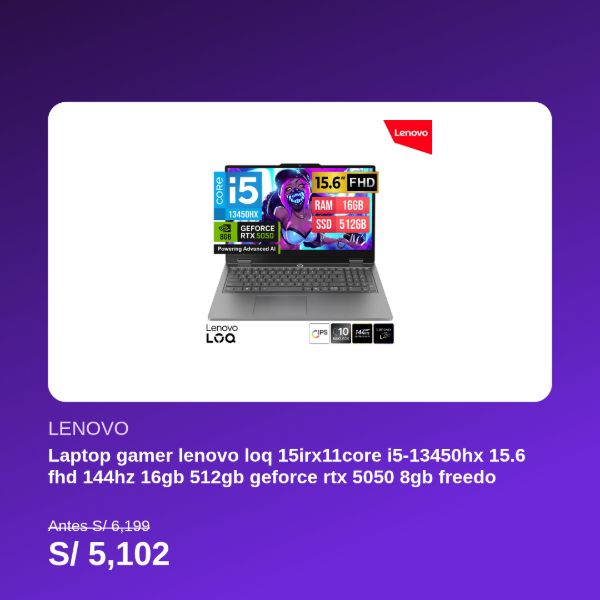 Lenovo
CORE
i5
13450HX
15.6" FHD
RAM 16GB
SSD 512GB
8GB
GEFORCE
RTX 5050
Powering Advanced AI
Lenovo
LOQ
IPS
10
144Hz
LENOVO
Laptop gamer lenovo loq 15irx11core i5-13450hx 15.6
fhd 144hz 16gb 512gb geforce rtx 5050 8gb freedo
Antes S/ 6,199
S/ 5,102